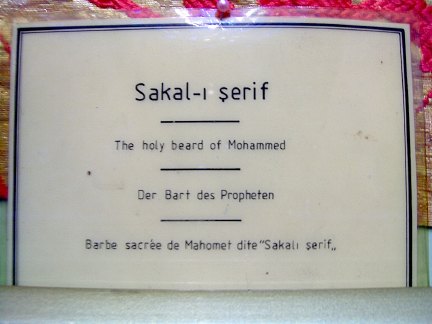 Sakal-ı şerif
The holy beard of Mohammed
Der Bart des Propheten
Barbe sacrée de Mahomet dite "Sakalı şerif„